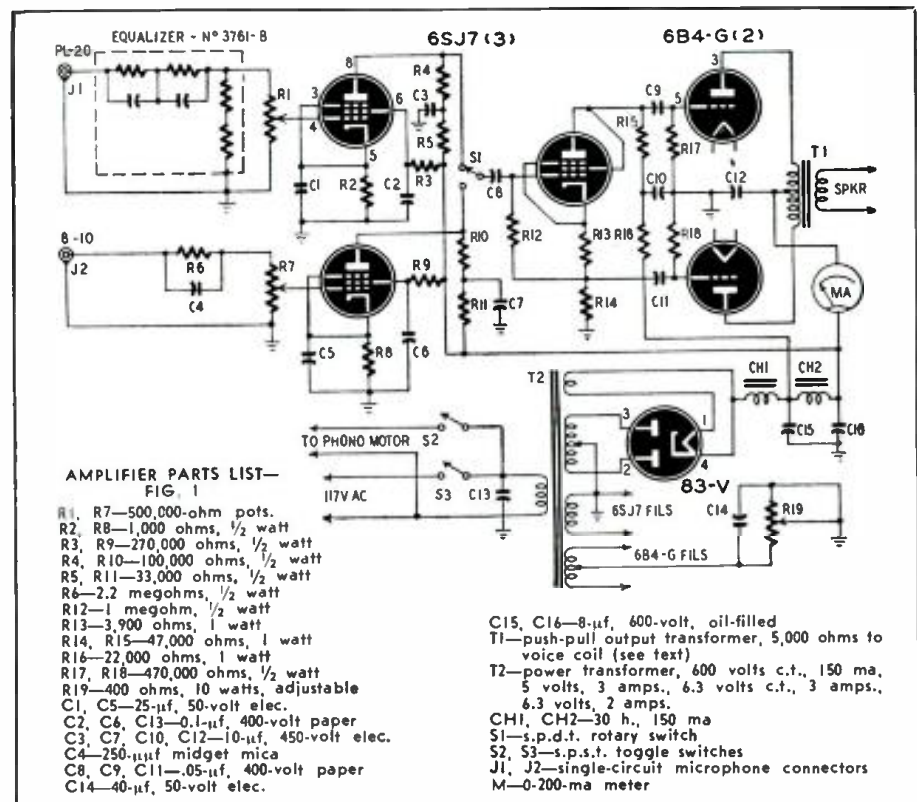 EQUALIZER - Nº 3761-B
6SJ7(3)
6B4-G(2)
PL-20
J1
R1
3
4
8
6
5
C1
R2
C2
R3
R4
C3
R5
S1
C8
C9
R15
5
3
R17
T1
C10
C12
SPKR
R12
R13
R16
R18
R14
C11
MA
8-10
J2
R6
C4
R7
R9
R10
R11
C7
C5
R8
C6
T2
CH1
CH2
3
1
2
4
C15
C16
83-V
TO PHONO MOTOR
S2
117V AC
S3
C13
6SJ7 FILS
6B4-G FILS
C14
R19
AMPLIFIER PARTS LIST—
FIG. 1
R1, R7—500,000-ohm pots.
R2, R8—1,000 ohms, 1/2 watt
R3, R9—270,000 ohms, 1/2 watt
R4, R10—100,000 ohms, 1/2 watt
R5, R11—33,000 ohms, 1/2 watt
R6—2.2 megohms, 1/2 watt
R12—1 megohm, 1/2 watt
R13—3,900 ohms, 1 watt
R14, R15—47,000 ohms, 1 watt
R16—22,000 ohms, 1 watt
R17, R18—470,000 ohms, 1/2 watt
R19—400 ohms, 10 watts, adjustable
C1, C5—25-μf, 50-volt elec.
C2, C6, C13—0.1-μf, 400-volt paper
C3, C7, C10, C12—10-μf, 450-volt elec.
C4—250-μμf midget mica
C8, C9, C11—.05-μf, 400-volt paper
C14—40-μf, 50-volt elec.
C15, C16—8-μf, 600-volt, oil-filled
T1—push-pull output transformer, 5,000 ohms to
voice coil (see text)
T2—power transformer, 600 volts c.t., 150 ma,
5 volts, 3 amps., 6.3 volts c.t., 3 amps.,
6.3 volts, 2 amps.
CH1, CH2—30 h., 150 ma
S1—s.p.d.t. rotary switch
S2, S3—s.p.s.t. toggle switches
J1, J2—single-circuit microphone connectors
M—0-200-ma meter